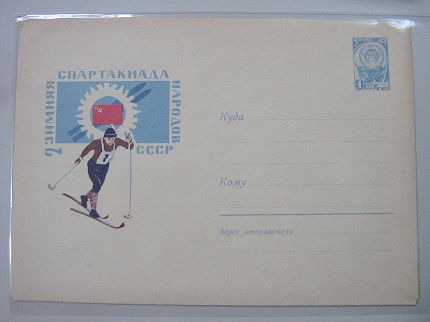 2 ЗИМНЯЯ
СПАРТАКИАДА
НАРОДОВ
СССР
Куда
Кому
Адрес отправителя